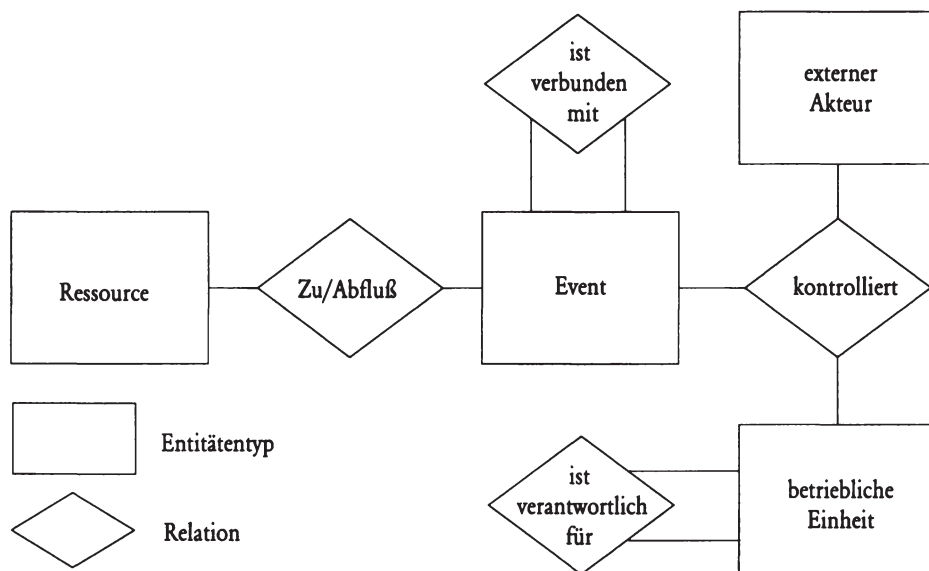 ist
verbunden
mit
externer
Akteur
Ressource
Zu/Abfluß
Event
kontrolliert
Entitätentyp
ist
verantwortlich
für
betriebliche
Einheit
Relation